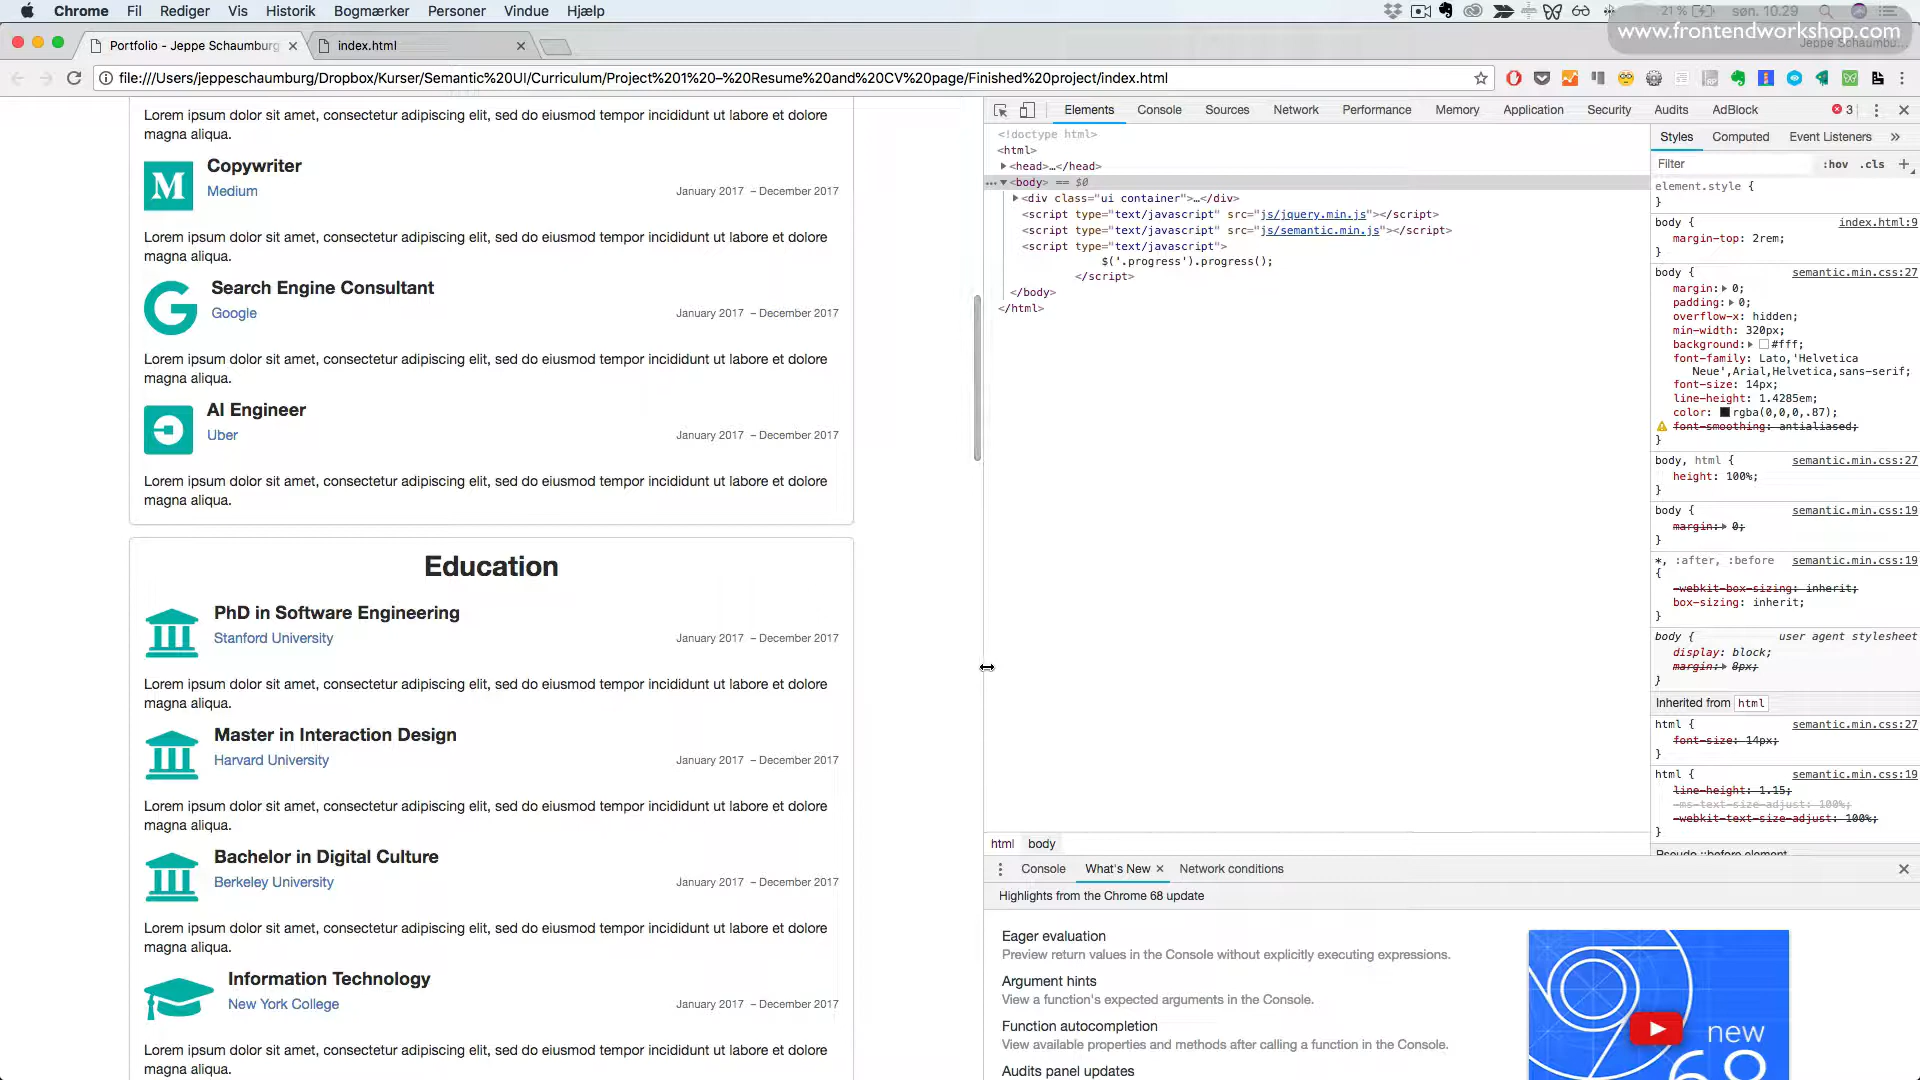 Chrome Fil Rediger Vis Historik Bogmærker Personer Vindue Hjælp
21 % søn. 10.29
www.frontendworkshop.com
Portfolio - Jeppe Schaumburg
index.html
Jeppe Schaumbu...
file:///Users/jeppeschaumburg/Dropbox/Kurser/Semantic%20UI/Curriculum/Project%201%20–%20Resume%20and%20CV%20page/Finished%20project/index.html
Lorem ipsum dolor sit amet, consectetur adipiscing elit, sed do eiusmod tempor incididunt ut labore et dolore
magna aliqua.
Copywriter
Medium
January 2017 – December 2017
Lorem ipsum dolor sit amet, consectetur adipiscing elit, sed do eiusmod tempor incididunt ut labore et dolore
magna aliqua.
Search Engine Consultant
Google
January 2017 – December 2017
Lorem ipsum dolor sit amet, consectetur adipiscing elit, sed do eiusmod tempor incididunt ut labore et dolore
magna aliqua.
AI Engineer
Uber
January 2017 – December 2017
Lorem ipsum dolor sit amet, consectetur adipiscing elit, sed do eiusmod tempor incididunt ut labore et dolore
magna aliqua.
Education
PhD in Software Engineering
Stanford University
January 2017 – December 2017
Lorem ipsum dolor sit amet, consectetur adipiscing elit, sed do eiusmod tempor incididunt ut labore et dolore
magna aliqua.
Master in Interaction Design
Harvard University
January 2017 – December 2017
Lorem ipsum dolor sit amet, consectetur adipiscing elit, sed do eiusmod tempor incididunt ut labore et dolore
magna aliqua.
Bachelor in Digital Culture
Berkeley University
January 2017 – December 2017
Lorem ipsum dolor sit amet, consectetur adipiscing elit, sed do eiusmod tempor incididunt ut labore et dolore
magna aliqua.
Information Technology
New York College
January 2017 – December 2017
Lorem ipsum dolor sit amet, consectetur adipiscing elit, sed do eiusmod tempor incididunt ut labore et dolore
magna aliqua.
Elements Console Sources Network Performance Memory Application Security Audits AdBlock 3
<!doctype html>
<html>
<head>…</head>
<body> == $0
<div class="ui container">…</div>
<script type="text/javascript" src="js/jquery.min.js"></script>
<script type="text/javascript" src="js/semantic.min.js"></script>
<script type="text/javascript">
$('.progress').progress();
</script>
</body>
</html>
html body
Styles Computed Event Listeners »
Filter :hov .cls +
element.style {
}
body { index.html:9
margin-top: 2rem;
}
body { semantic.min.css:27
margin: 0;
padding: 0;
overflow-x: hidden;
min-width: 320px;
background: #fff;
font-family: Lato,'Helvetica
Neue',Arial,Helvetica,sans-serif;
font-size: 14px;
line-height: 1.4285em;
color: rgba(0,0,0,.87);
font-smoothing: antialiased;
}
body, html { semantic.min.css:27
height: 100%;
}
body { semantic.min.css:19
margin: 0;
}
*, :after, :before semantic.min.css:19
{
-webkit-box-sizing: inherit;
box-sizing: inherit;
}
body { user agent stylesheet
display: block;
margin: 8px;
}
Inherited from html
html { semantic.min.css:27
font-size: 14px;
}
html { semantic.min.css:19
line-height: 1.15;
-ms-text-size-adjust: 100%;
-webkit-text-size-adjust: 100%;
}
Pseudo ::before element
Console What's New Network conditions
Highlights from the Chrome 68 update
Eager evaluation
Preview return values in the Console without explicitly executing expressions.
Argument hints
View a function's expected arguments in the Console.
Function autocompletion
View available properties and methods after calling a function in the Console.
Audits panel updates
new
68